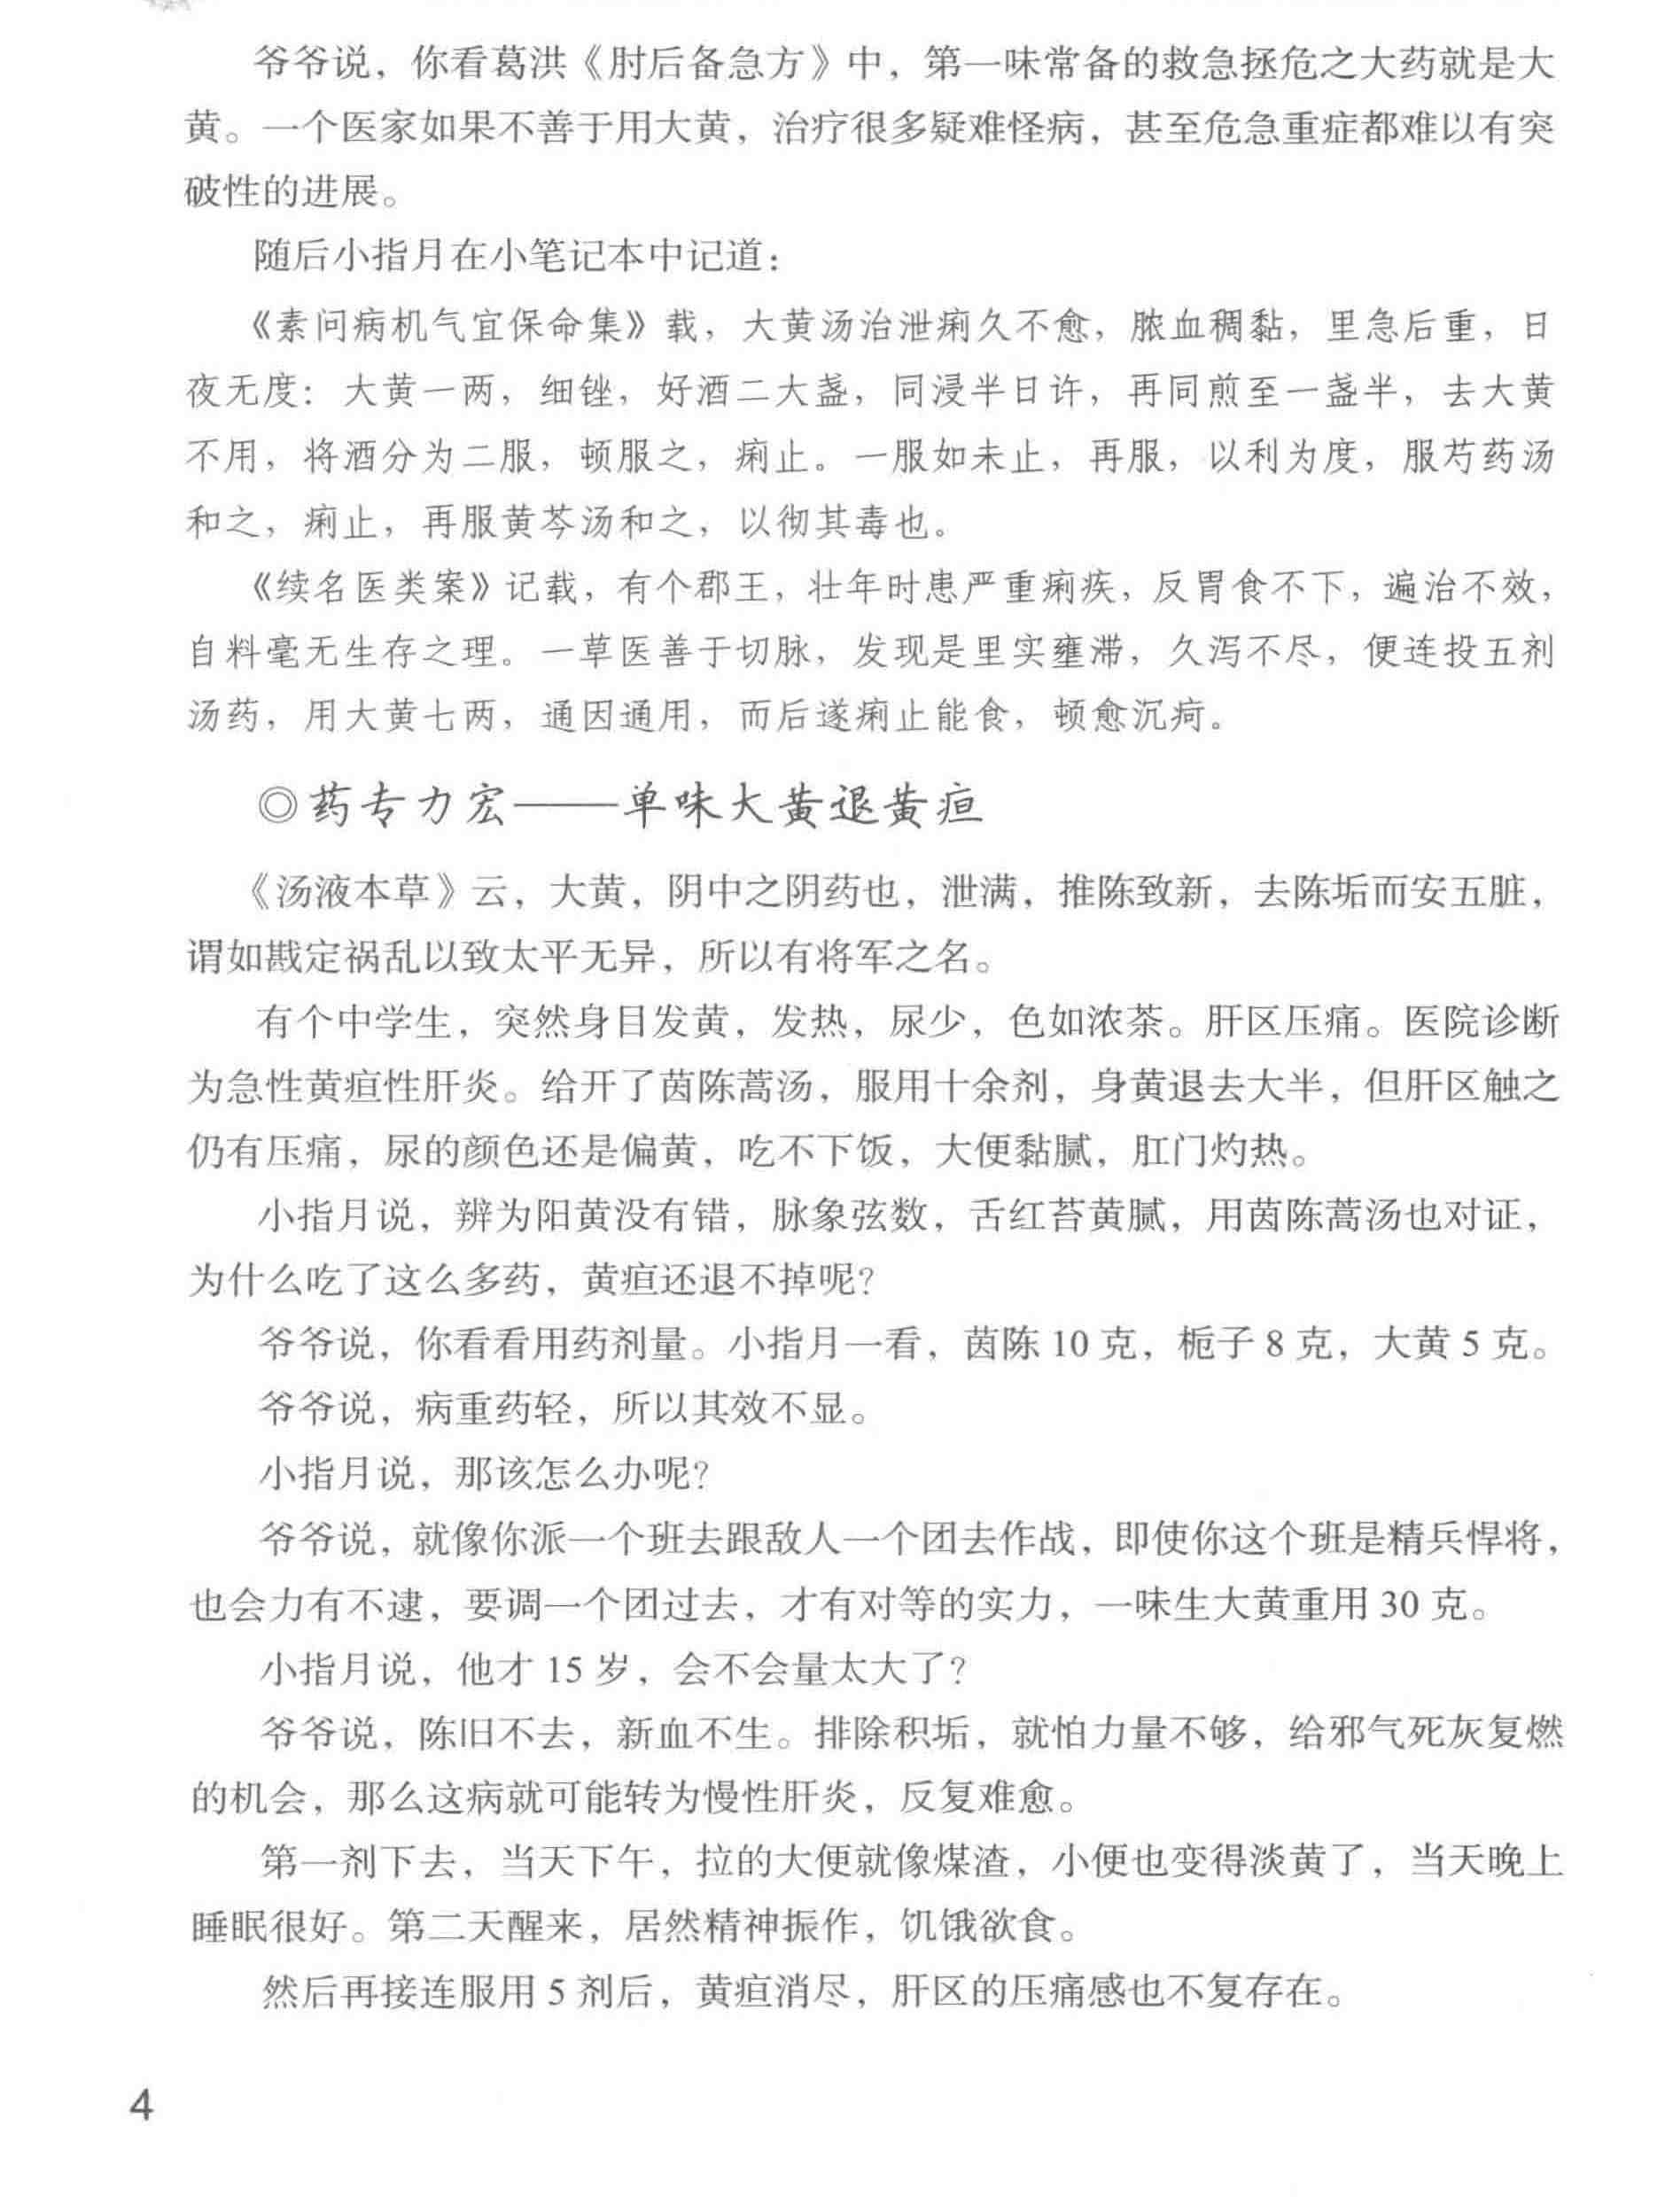 爷爷说，你看葛洪《肘后备急方》中，第一味常备的救急拯危之大药就是大
黄。一个医家如果不善于用大黄，治疗很多疑难怪病，甚至危急重症都难以有突
破性的进展。
随后小指月在小笔记本中记道：
《素问病机气宜保命集》载，大黄汤治泄痢久不愈，脓血稠黏，里急后重，日
夜无度：大黄一两，细锉，好酒二大盏，同浸半日许，再同煎至一盏半，去大黄
不用，将酒分为二服，顿服之，痢止。一服如未止，再服，以利为度，服芍药汤
和之，痢止，再服黄芩汤和之，以彻其毒也。
《续名医类案》记载，有个郡王，壮年时患严重痢疾，反胃食不下，遍治不效，
自料毫无生存之理。一草医善于切脉，发现是里实壅滞，久泻不尽，便连投五剂
汤药，用大黄七两，通因通用，而后遂痢止能食，顿愈沉疴。
◎药专力宏——单味大黄退黄疸
《汤液本草》云，大黄，阴中之阴药也，泄满，推陈致新，去陈垢而安五脏，
谓如戡定祸乱以致太平无异，所以有将军之名。
有个中学生，突然身目发黄，发热，尿少，色如浓茶。肝区压痛。医院诊断
为急性黄疸性肝炎。给开了茵陈蒿汤，服用十余剂，身黄退去大半，但肝区触之
仍有压痛，尿的颜色还是偏黄，吃不下饭，大便黏腻，肛门灼热。
小指月说，辨为阳黄没有错，脉象弦数，舌红苔黄腻，用茵陈蒿汤也对证，
为什么吃了这么多药，黄疸还退不掉呢？
爷爷说，你看看用药剂量。小指月一看，茵陈 10 克，栀子 8 克，大黄 5 克。
爷爷说，病重药轻，所以其效不显。
小指月说，那该怎么办呢？
爷爷说，就像你派一个班去跟敌人一个团去作战，即使你这个班是精兵悍将，
也会力有不逮，要调一个团过去，才有对等的实力，一味生大黄重用 30 克。
小指月说，他才 15 岁，会不会量太大了？
爷爷说，陈旧不去，新血不生。排除积垢，就怕力量不够，给邪气死灰复燃
的机会，那么这病就可能转为慢性肝炎，反复难愈。
第一剂下去，当天下午，拉的大便就像煤渣，小便也变得淡黄了，当天晚上
睡眠很好。第二天醒来，居然精神振作，饥饿欲食。
然后再接连服用 5 剂后，黄疸消尽，肝区的压痛感也不复存在。
4